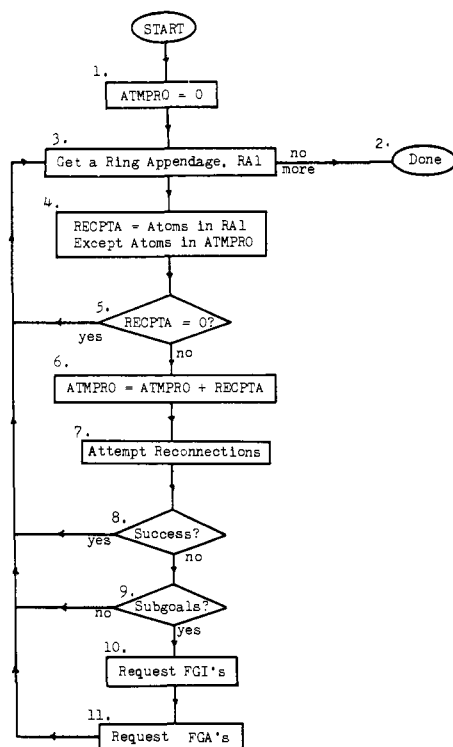 START
1.
ATMPRO = 0
3.
Get a Ring Appendage, RA1
no
more
2.
Done
4.
RECPTA = Atoms in RA1
Except Atoms in ATMPRO
5.
RECPTA = 0?
yes
no
6.
ATMPRO = ATMPRO + RECPTA
7.
Attempt Reconnections
8.
Success?
yes
no
9.
Subgoals?
no
yes
10.
Request FGI's
11.
Request FGA's